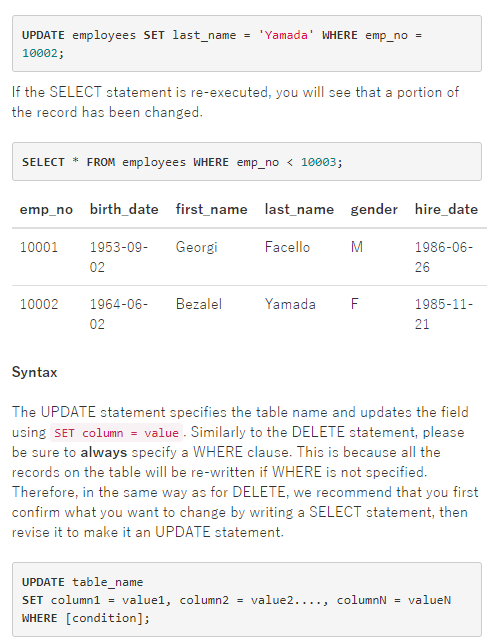 UPDATE employees SET last_name = 'Yamada' WHERE emp_no =
10002;
If the SELECT statement is re-executed, you will see that a portion of
the record has been changed.
SELECT * FROM employees WHERE emp_no < 10003;
emp_no birth_date first_name last_name gender hire_date
10001 1953-09- Georgi Facello M 1986-06-
02 26
10002 1964-06- Bezalel Yamada F 1985-11-
02 21
Syntax
The UPDATE statement specifies the table name and updates the field
using SET column = value . Similarly to the DELETE statement, please
be sure to always specify a WHERE clause. This is because all the
records on the table will be re-written if WHERE is not specified.
Therefore, in the same way as for DELETE, we recommend that you first
confirm what you want to change by writing a SELECT statement, then
revise it to make it an UPDATE statement.
UPDATE table_name
SET column1 = value1, column2 = value2...., columnN = valueN
WHERE [condition];